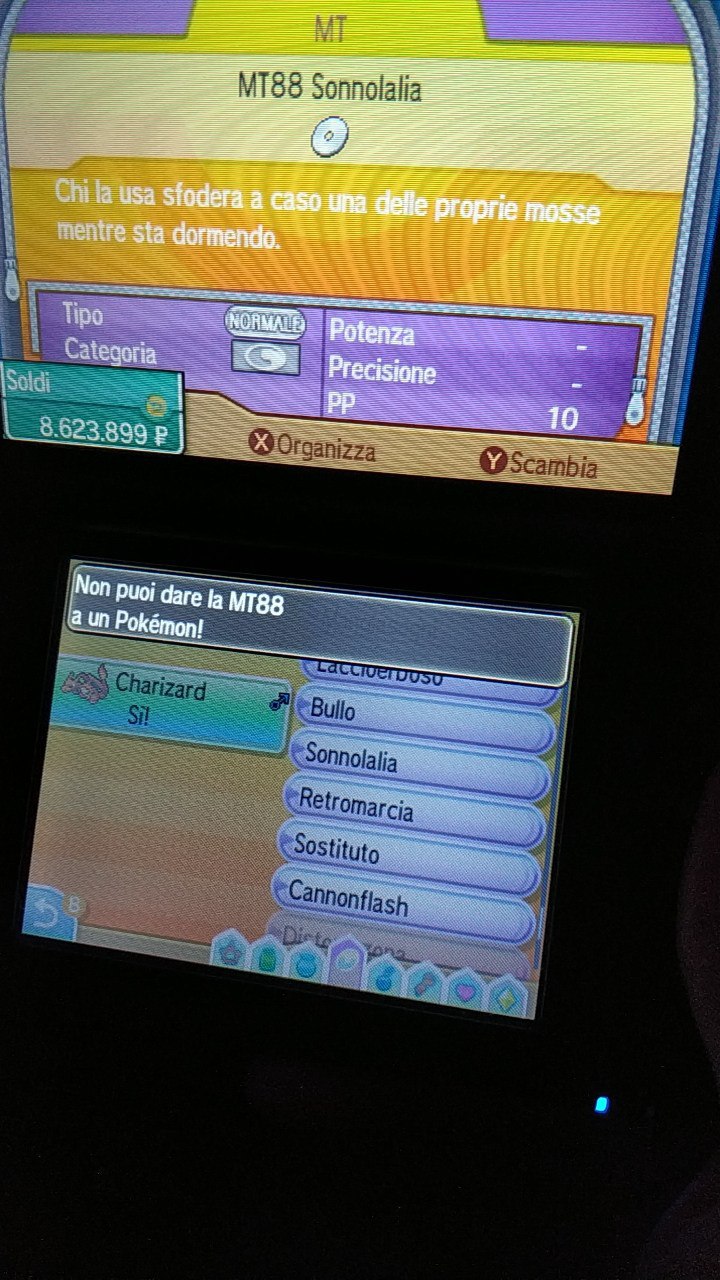 MT
MT88 Sonnolalia
Chi la usa sfodera a caso una delle proprie mosse
mentre sta dormendo.
Tipo NORMALE
Categoria
Potenza -
Precisione -
PP 10
Soldi
8.623.899 ₽
X Organizza
Y Scambia
Non puoi dare la MT88
a un Pokémon!
Charizard
Sì!
Laccioerboso
Bullo
Sonnolalia
Retromarcia
Sostituto
Cannonflash
B